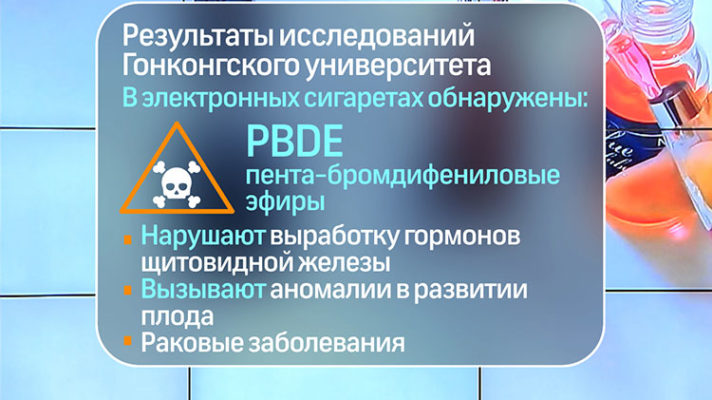 Результаты исследований
Гонконгского университета
В электронных сигаретах обнаружены:
PBDE
пента-бромдифениловые
эфиры
Нарушают выработку гормонов
щитовидной железы
Вызывают аномалии в развитии
плода
Раковые заболевания